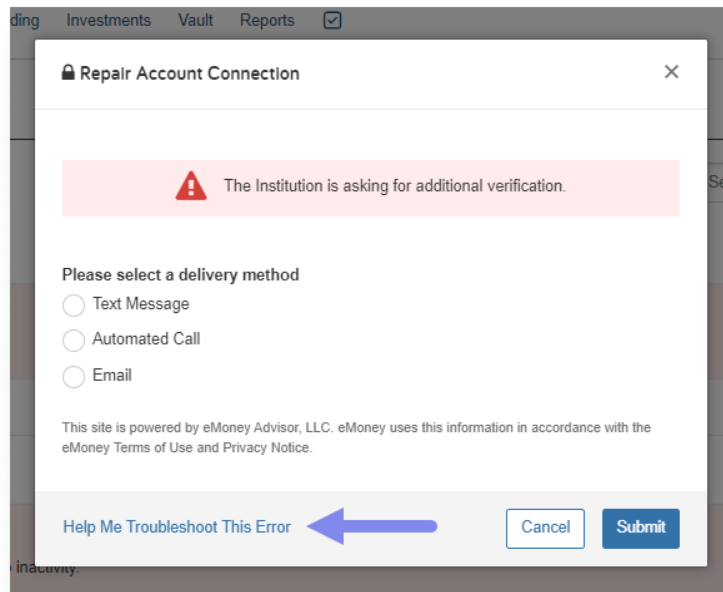 Investments Vault Reports
Repair Account Connection
The Institution is asking for additional verification.
Please select a delivery method
Text Message
Automated Call
Email
This site is powered by eMoney Advisor, LLC. eMoney uses this information in accordance with the
eMoney Terms of Use and Privacy Notice.
Help Me Troubleshoot This Error
Cancel
Submit
inactivity.